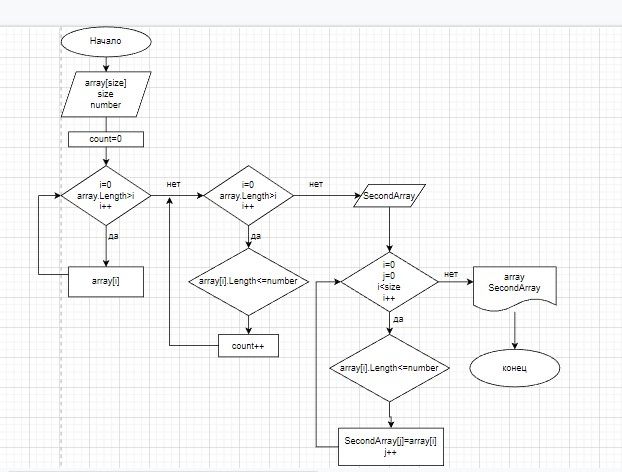 Начало
array[size]
size
number
count=0
i=0
array.Length>i
i++
нет
да
array[i]
i=0
array.Length>i
i++
нет
да
array[i].Length<=number
count++
SecondArray
i=0
j=0
i<size
i++
нет
да
array[i].Length<=number
SecondArray[j]=array[i]
j++
array
SecondArray
конец